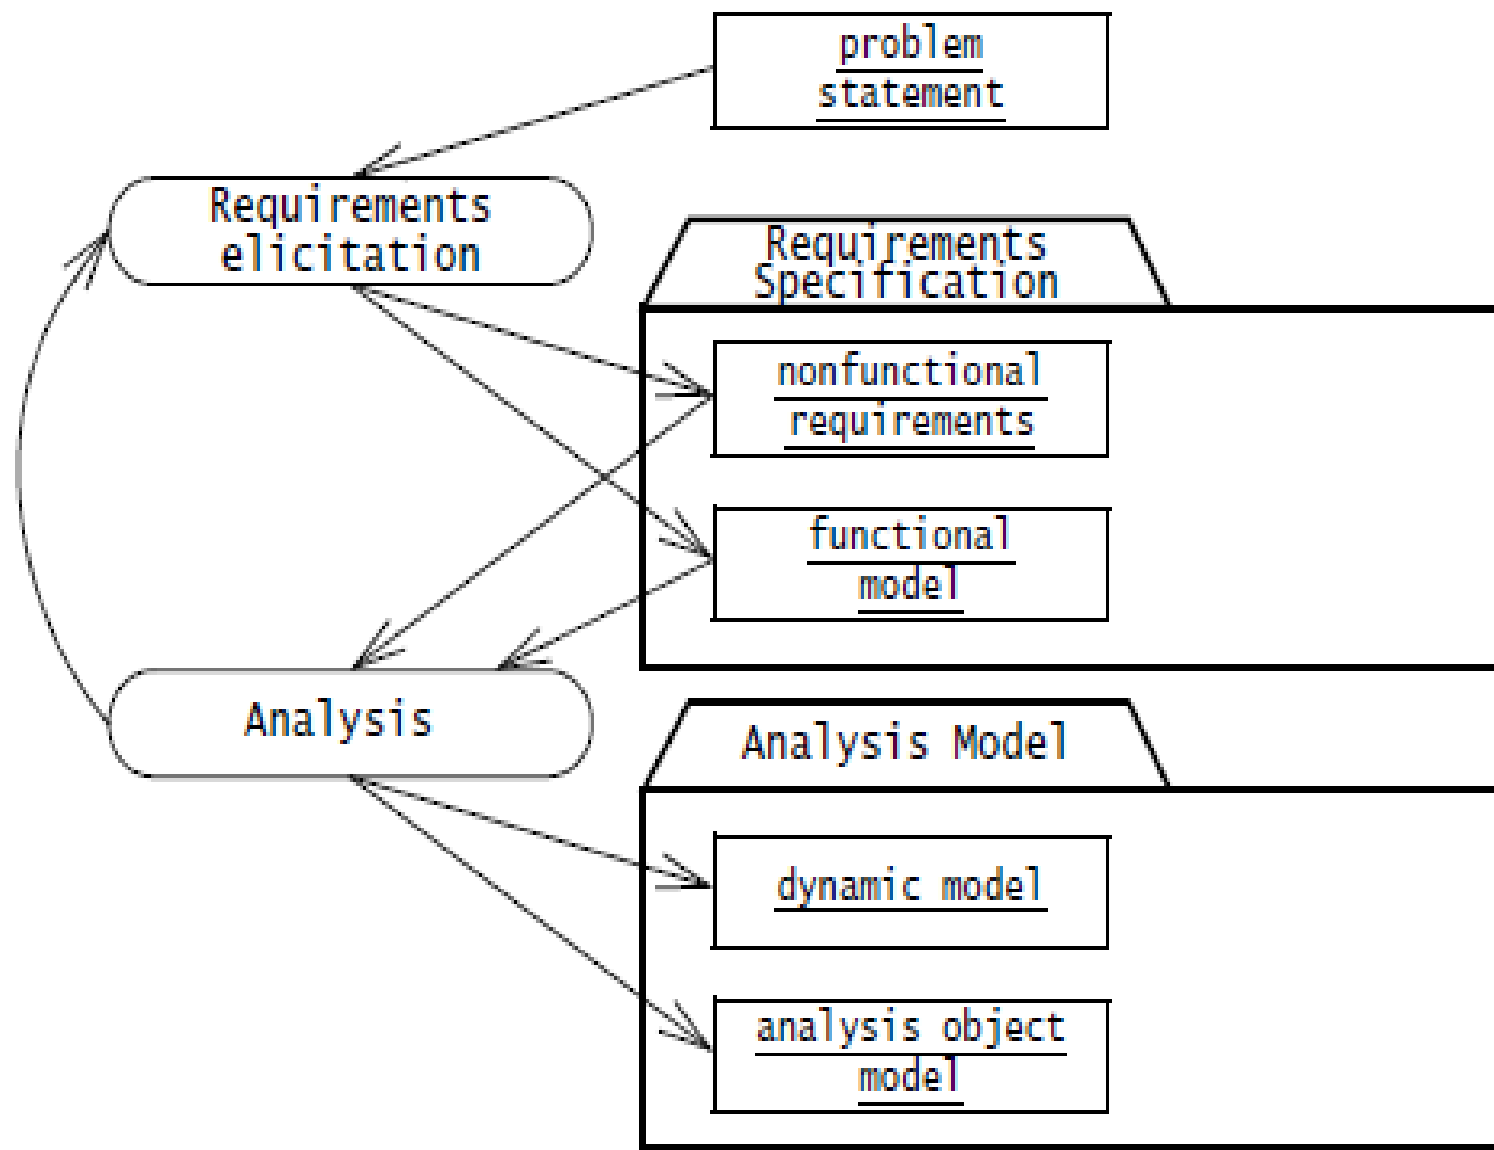 problem
statement
Requirements
elicitation
Requirements
Specification
nonfunctional
requirements
functional
model
Analysis
Analysis Model
dynamic model
analysis object
model